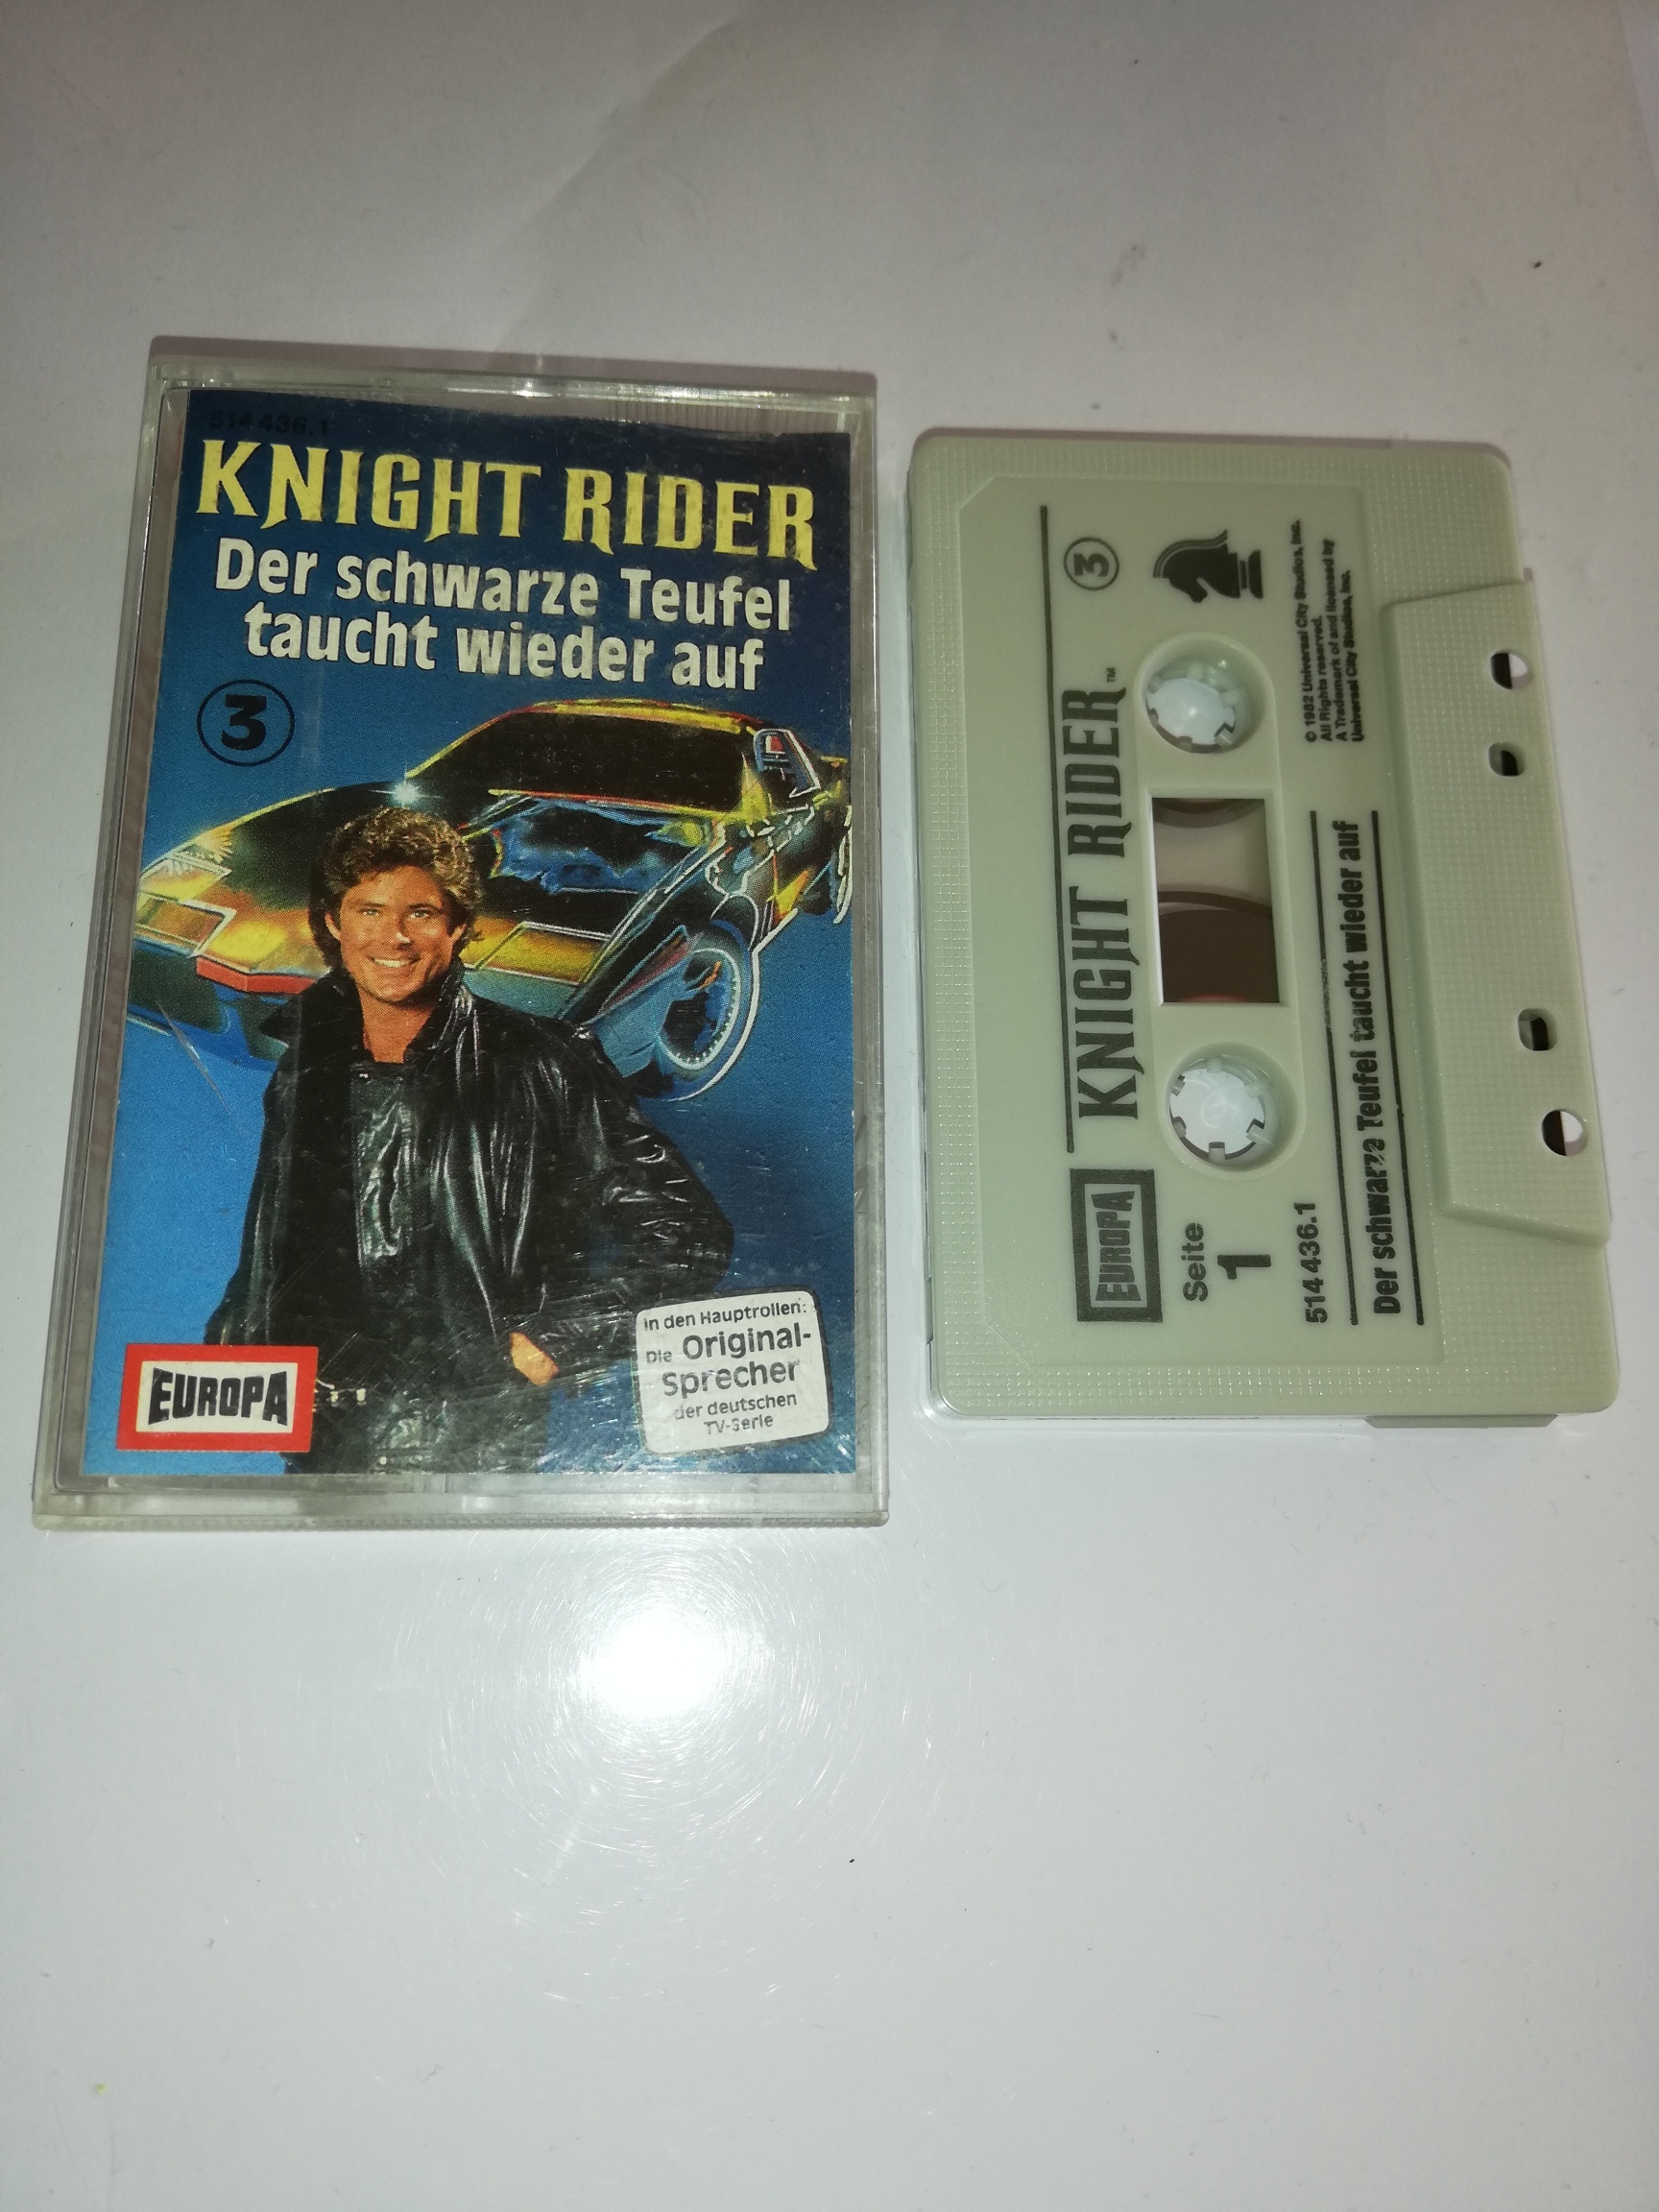 514 436.1
KNIGHT RIDER
Der schwarze Teufel
taucht wieder auf
3
In den Hauptrollen:
Die Original-
Sprecher
der deutschen
TV-Serie
EUROPA
EUROPA
KNIGHT RIDER™
3
Seite
1
514 436.1
© 1982 Universal City Studios, Inc.
All Rights reserved.
A Trademark of and licensed by
Universal City Studios, Inc.
Der schwarze Teufel taucht wieder auf